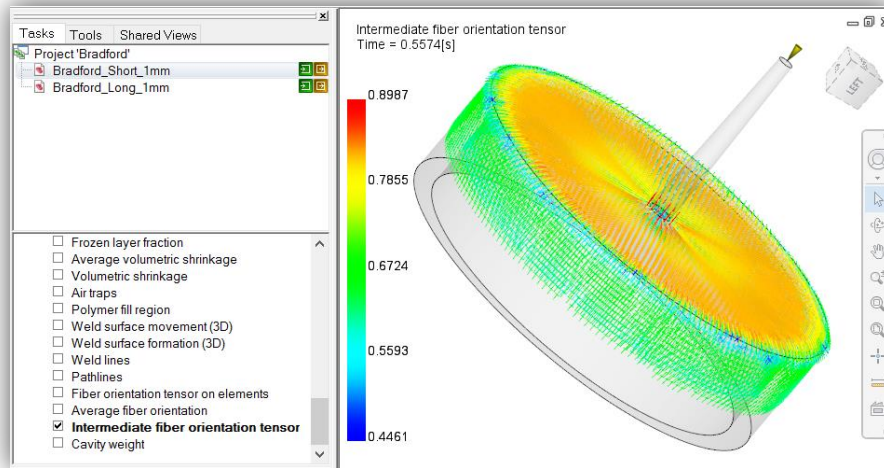 Tasks Tools Shared Views
Project 'Bradford'
Bradford_Short_1mm
Bradford_Long_1mm
Frozen layer fraction
Average volumetric shrinkage
Volumetric shrinkage
Air traps
Polymer fill region
Weld surface movement (3D)
Weld surface formation (3D)
Weld lines
Pathlines
Fiber orientation tensor on elements
Average fiber orientation
Intermediate fiber orientation tensor
Cavity weight
Intermediate fiber orientation tensor
Time = 0.5574[s]
0.8987
0.7855
0.6724
0.5593
0.4461
LEFT